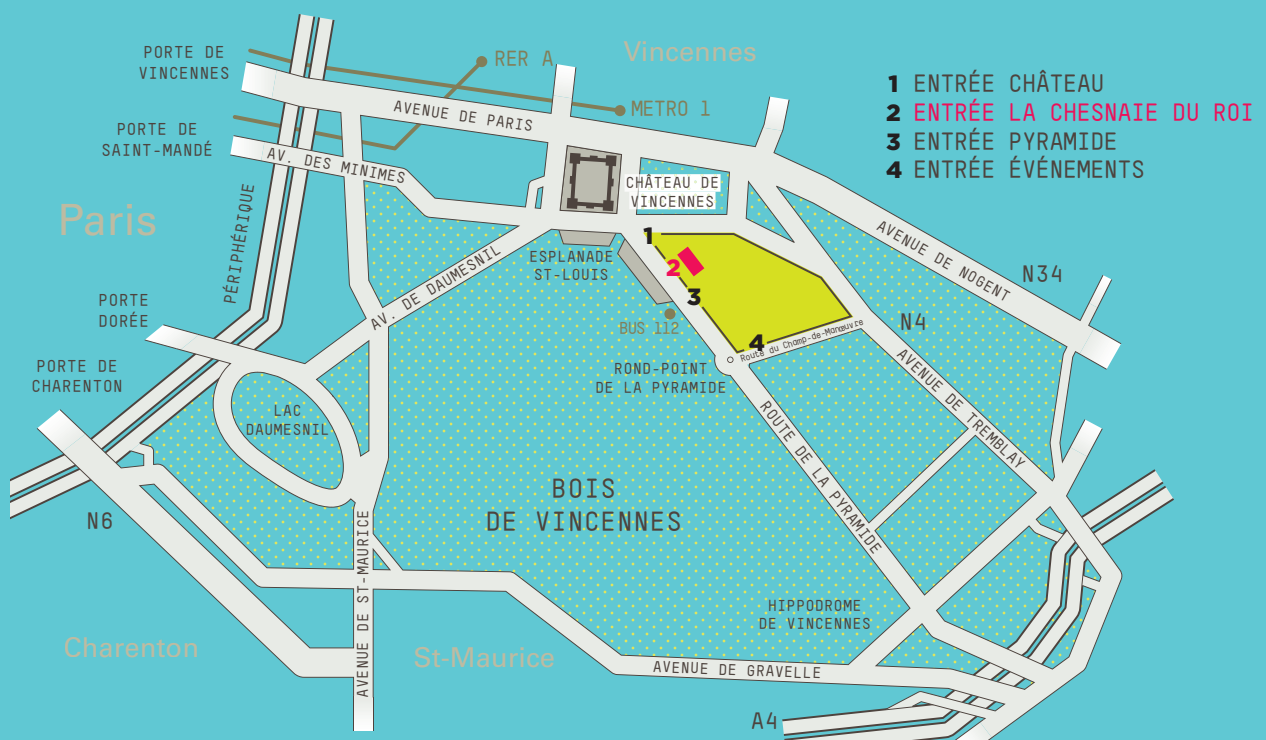 Vincennes
PORTE DE
VINCENNES
RER A
METRO 1
AVENUE DE PARIS
1 ENTRÉE CHÂTEAU
2 ENTRÉE LA CHESNAIE DU ROI
3 ENTRÉE PYRAMIDE
4 ENTRÉE ÉVÉNEMENTS
PORTE DE
SAINT-MANDÉ
AV. DES MINIMES
CHÂTEAU DE
VINCENNES
Paris
PÉRIPHÉRIQUE
1
2
3
4
ESPLANADE
ST-LOUIS
AV. DE DAUMESNIL
AVENUE DE NOGENT
N34
PORTE
DORÉE
BUS 112
N4
Route du Champ-de-Manœuvre
PORTE DE
CHARENTON
ROND-POINT
DE LA PYRAMIDE
LAC
DAUMESNIL
AVENUE DE TREMBLAY
ROUTE DE LA PYRAMIDE
BOIS
DE VINCENNES
N6
AVENUE DE ST-MAURICE
HIPPODROME
DE VINCENNES
Charenton
St-Maurice
AVENUE DE GRAVELLE
A4